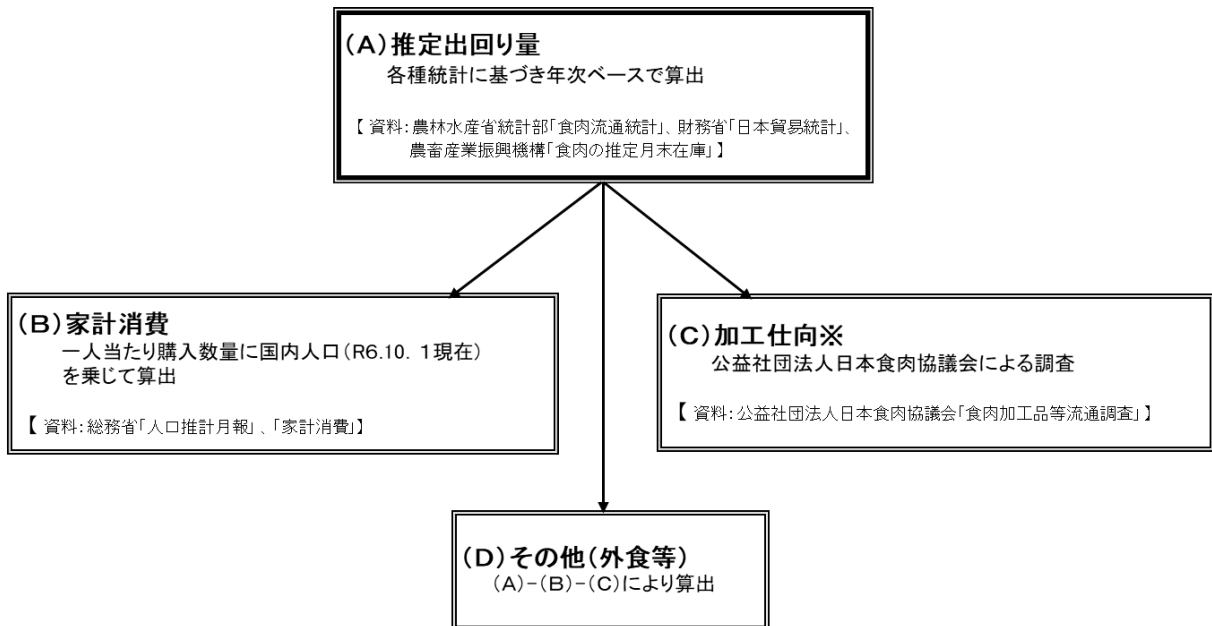 (A)推定出回り量
各種統計に基づき年次ベースで算出
【 資料:農林水産省統計部「食肉流通統計」、財務省「日本貿易統計」、
農畜産業振興機構「食肉の推定月末在庫」】
(B)家計消費
一人当たり購入数量に国内人口(R6.10. 1現在)
を乗じて算出
【 資料:総務省「人口推計月報」 、「家計消費」】
(C)加工仕向※
公益社団法人日本食肉協議会による調査
【 資料:公益社団法人日本食肉協議会「食肉加工品等流通調査」】
(D)その他(外食等)
(A)-(B)-(C)により算出